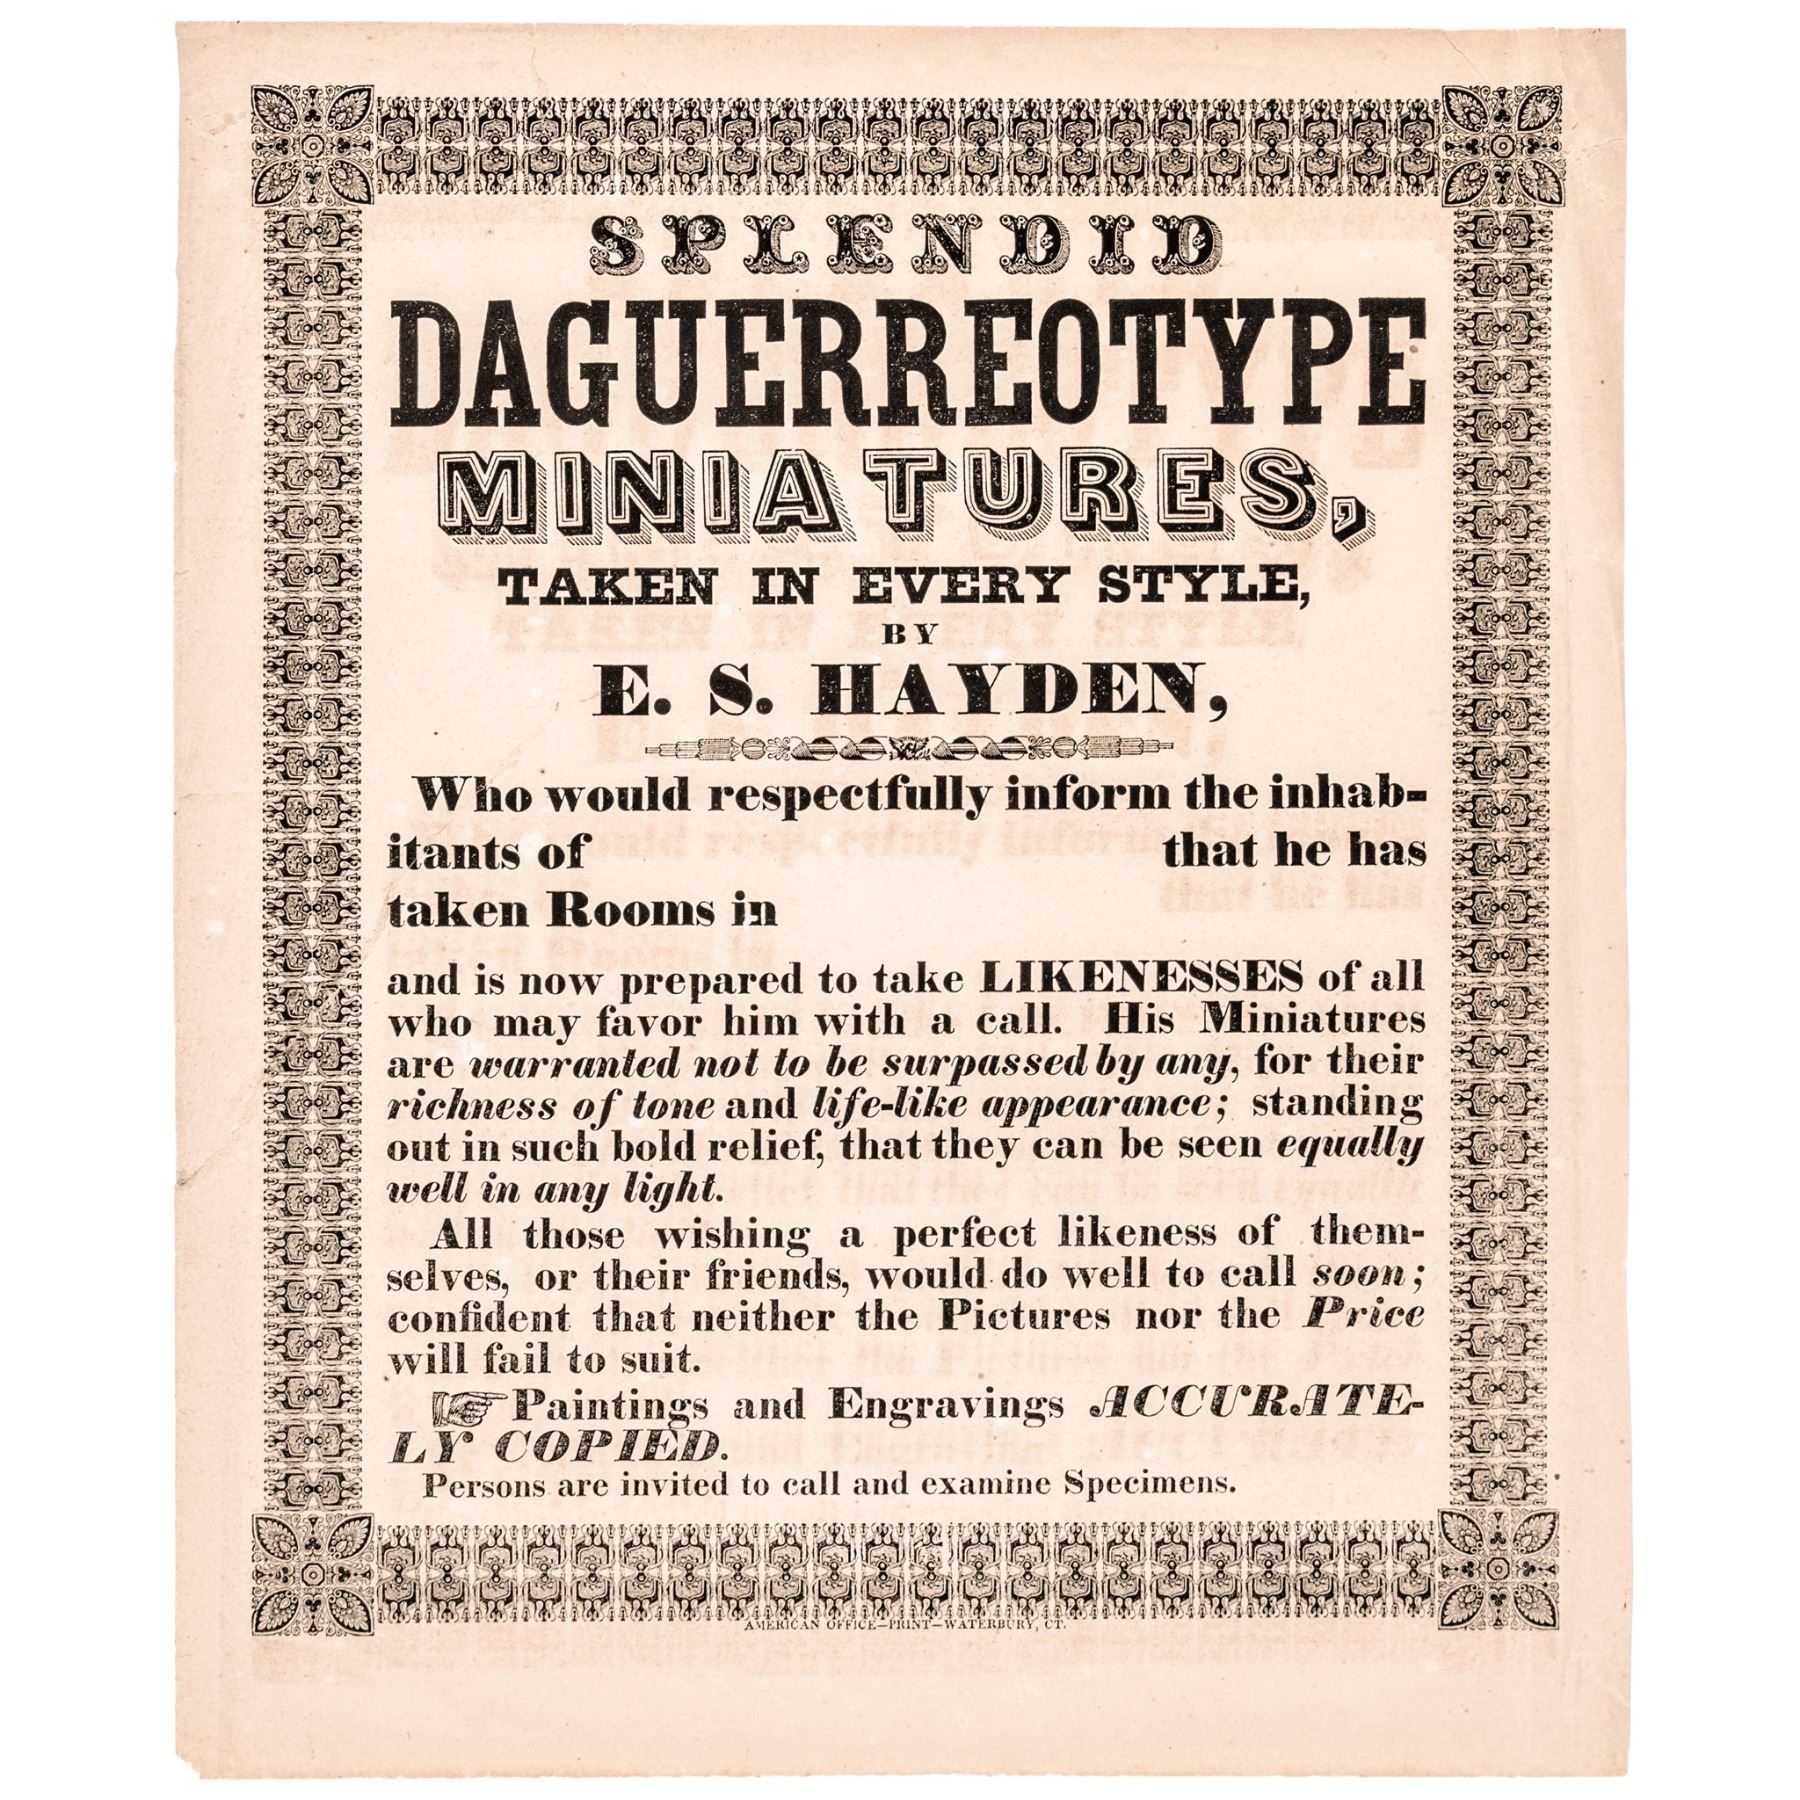 SPLENDID
DAGUERREOTYPE
MINIATURES,
TAKEN IN EVERY STYLE,
BY
E. S. HAYDEN,
Who would respectfully inform the inhab-
itants of that he has
taken Rooms in
and is now prepared to take LIKENESSES of all
who may favor him with a call. His Miniatures
are warranted not to be surpassed by any, for their
richness of tone and life-like appearance; standing
out in such bold relief, that they can be seen equally
well in any light.
All those wishing a perfect likeness of them-
selves, or their friends, would do well to call soon;
confident that neither the Pictures nor the Price
will fail to suit.
☞ Paintings and Engravings ACCURATE-
LY COPIED.
Persons are invited to call and examine Specimens.
AMERICAN OFFICE—PRINT—WATERBURY, CT.